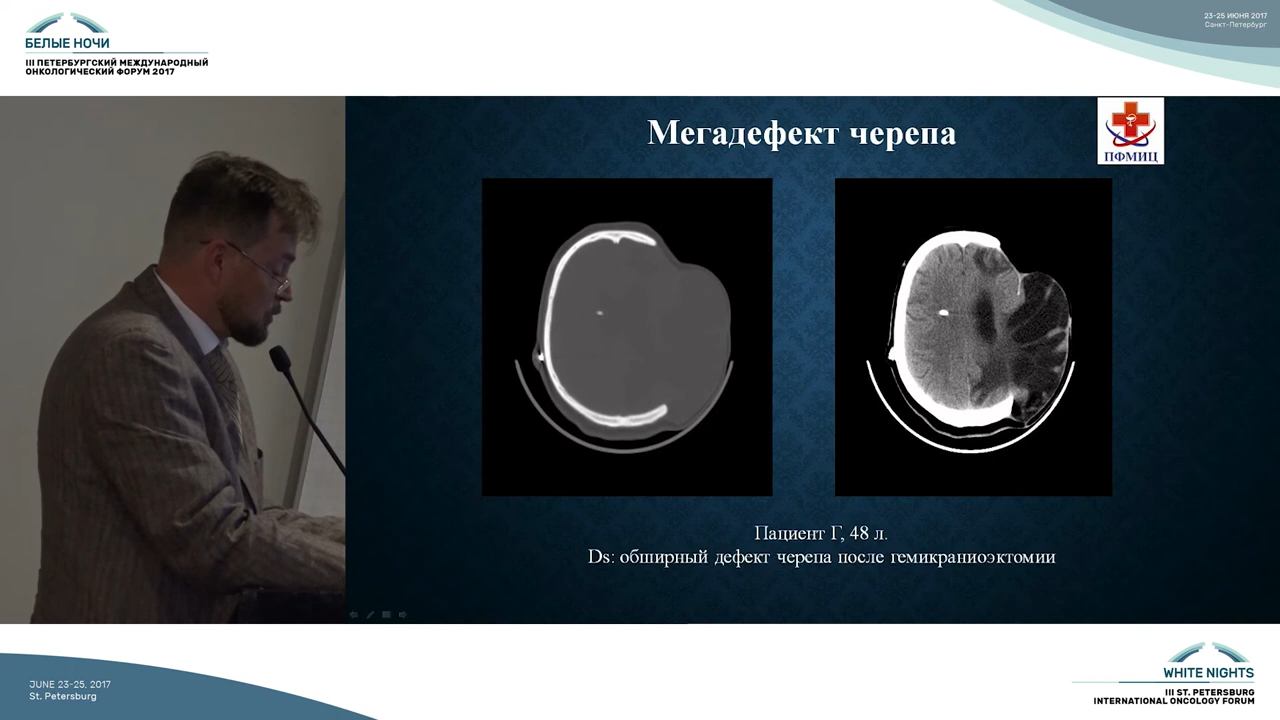 БЕЛЫЕ НОЧИ
III ПЕТЕРБУРГСКИЙ МЕЖДУНАРОДНЫЙ
ОНКОЛОГИЧЕСКИЙ ФОРУМ 2017
23-25 ИЮНЯ 2017
Санкт-Петербург
Мегадефект черепа
ПФМИЦ
Пациент Г, 48 л.
Ds: обширный дефект черепа после гемикраниоэктомии
JUNE 23-25, 2017
St. Petersburg
WHITE NIGHTS
III ST. PETERSBURG
INTERNATIONAL ONCOLOGY FORUM